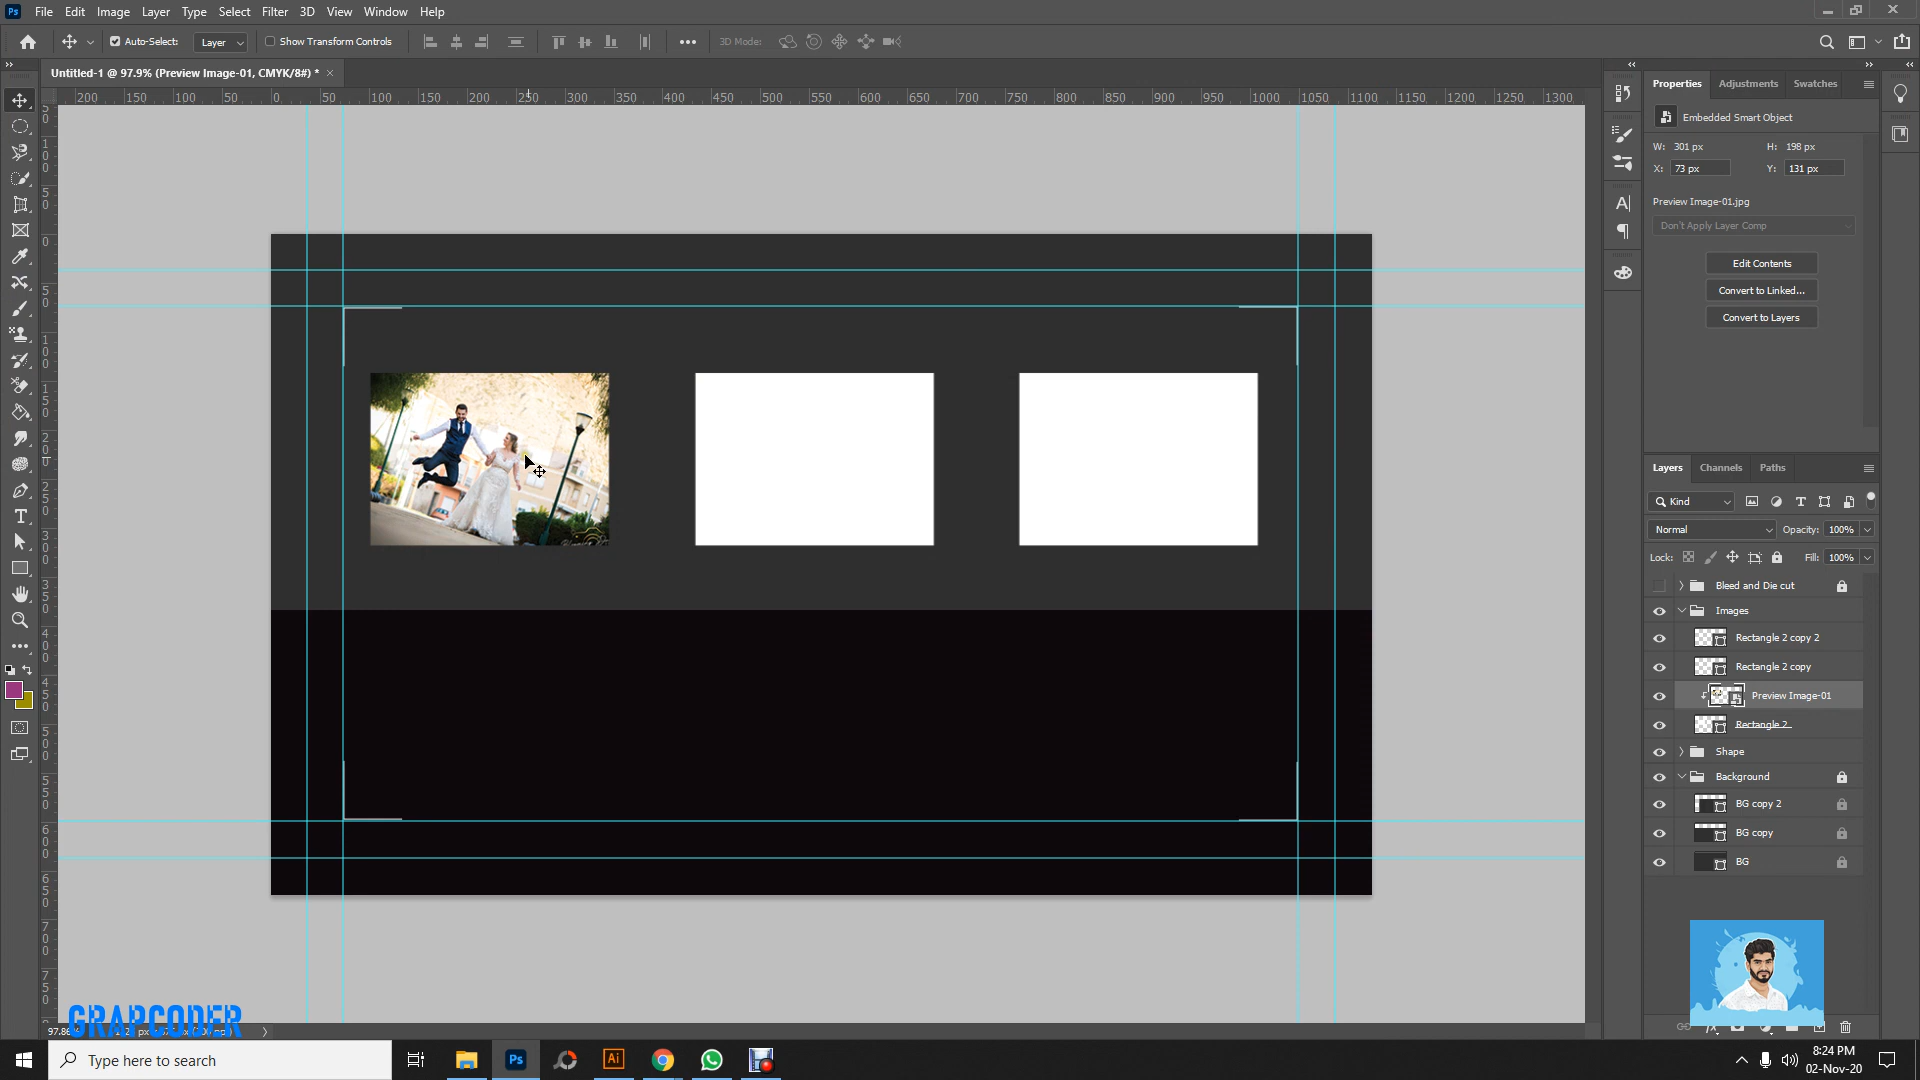 Ps File Edit Image Layer Type Select Filter 3D View Window Help
Auto-Select: Layer Show Transform Controls 3D Mode:
Untitled-1 @ 97.9% (Preview Image-01, CMYK/8#) *
200 150 100 50 0 50 100 150 200 250 300 350 400 450 500 550 600 650 700 750 800 850 900 950 1000 1050 1100 1150 1200 1250 1300
Properties Adjustments Swatches
Embedded Smart Object
W: 301 px H: 198 px
X: 73 px Y: 131 px
Preview Image-01.jpg
Don't Apply Layer Comp
Edit Contents
Convert to Linked...
Convert to Layers
Layers Channels Paths
Kind
Normal Opacity: 100%
Lock: Fill: 100%
Bleed and Die cut
Images
Rectangle 2 copy 2
Rectangle 2 copy
Preview Image-01
Rectangle 2
Shape
Background
BG copy 2
BG copy
BG
GRAPCODER
Type here to search
Ps
Ai
8:24 PM
02-Nov-20